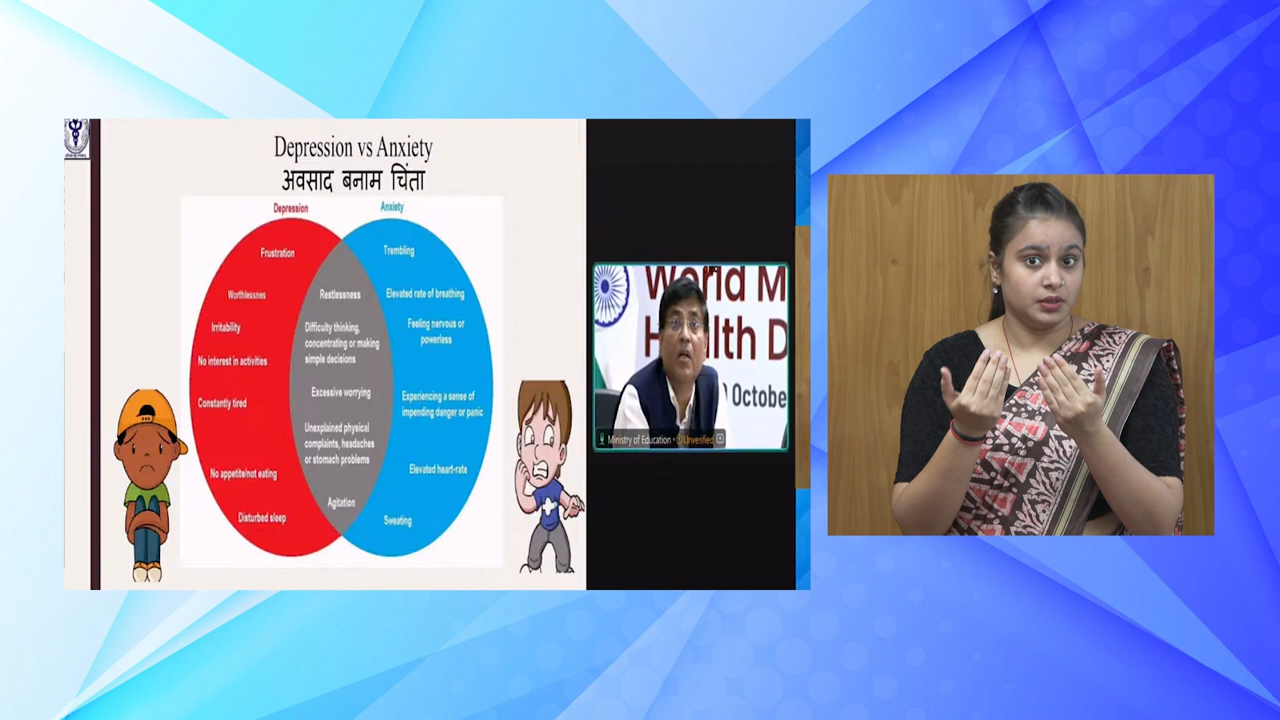 Depression vs Anxiety
अवसाद बनाम चिंता
Depression
Anxiety
Frustration
Worthlessnes
Irritability
No interest in activities
Constantly tired
No appetite/not eating
Disturbed sleep
Restlessness
Difficulty thinking,
concentrating or making
simple decisions
Excessive worrying
Unexplained physical
complaints, headaches
or stomach problems
Agitation
Trembling
Elevated rate of breathing
Feeling nervous or
powerless
Experiencing a sense of
impending danger or panic
Elevated heart-rate
Sweating
World M
Health D
October
Ministry of Education
Unverified